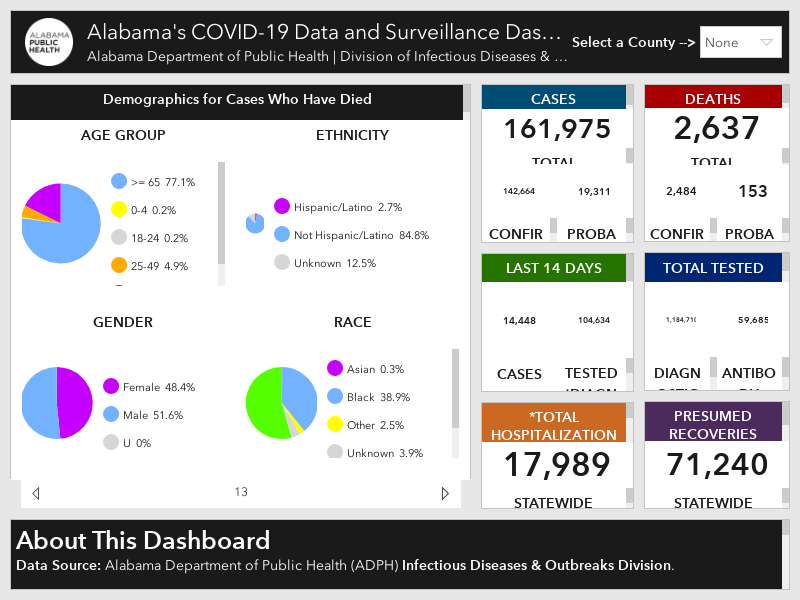 ALABAMA
PUBLIC
HEALTH
Alabama's COVID-19 Data and Surveillance Das...
Alabama Department of Public Health | Division of Infectious Diseases & ...
Select a County --> None
Demographics for Cases Who Have Died
AGE GROUP
>= 65 77.1%
0-4 0.2%
18-24 0.2%
25-49 4.9%
ETHNICITY
Hispanic/Latino 2.7%
Not Hispanic/Latino 84.8%
Unknown 12.5%
GENDER
Female 48.4%
Male 51.6%
U 0%
RACE
Asian 0.3%
Black 38.9%
Other 2.5%
Unknown 3.9%
13
CASES
161,975
TOTAL
142,664 19,311
CONFIR PROBA
DEATHS
2,637
TOTAL
2,484 153
CONFIR PROBA
LAST 14 DAYS
14,448 104,634
CASES TESTED
(DIAGN
TOTAL TESTED
1,184,710 59,685
DIAGN ANTIBO
*TOTAL
HOSPITALIZATION
17,989
STATEWIDE
PRESUMED
RECOVERIES
71,240
STATEWIDE
About This Dashboard
Data Source: Alabama Department of Public Health (ADPH) Infectious Diseases & Outbreaks Division.